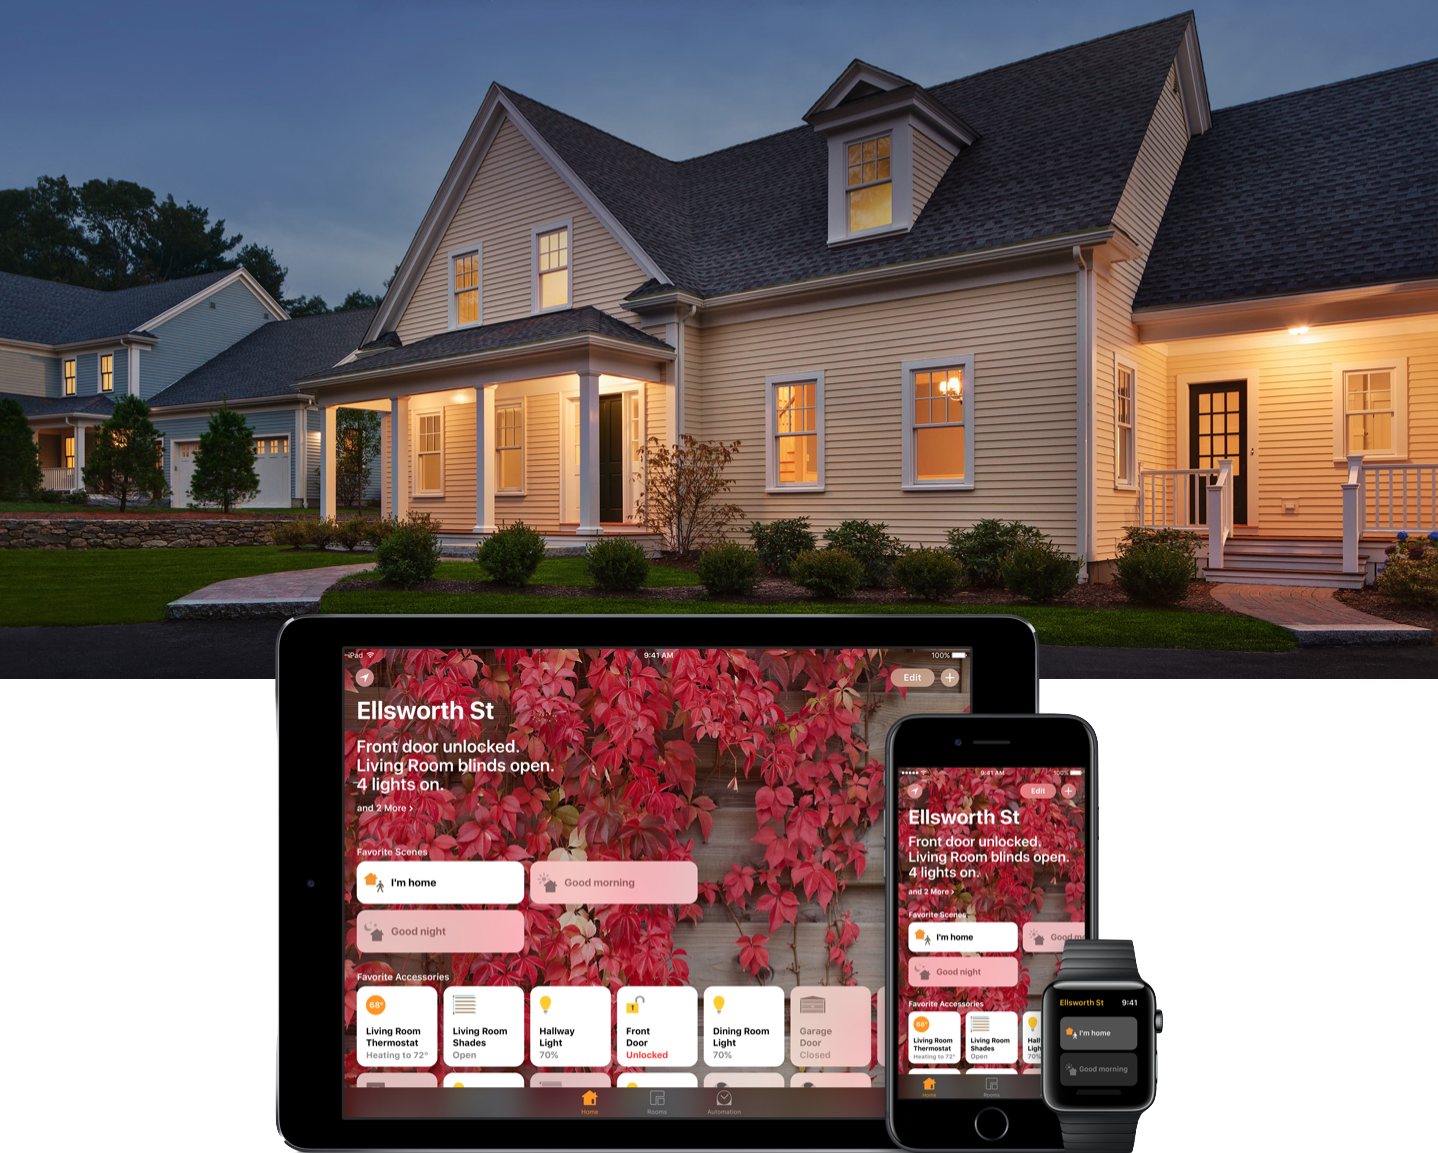 iPad
9:41 AM
100%
Edit
Ellsworth St
Front door unlocked.
Living Room blinds open.
4 lights on.
and 2 More ›
Favorite Scenes
I'm home
Good morning
Good night
Favorite Accessories
68°
Living Room
Thermostat
Heating to 72°
Living Room
Shades
Open
Hallway
Light
70%
Front
Door
Unlocked
Dining Room
Light
70%
Garage
Door
Closed
Home
Rooms
Automation
9:41 AM
100%
Edit
Ellsworth St
Front door unlocked.
Living Room blinds open.
4 lights on.
and 2 More ›
Favorite Scenes
I'm home
Good mo
Good night
Favorite Accessories
68°
Living Room
Thermostat
Heating to 72°
Living Room
Shades
Open
Hall
Ligh
70%
Home
Rooms
Ellsworth St
9:41
I'm home
Good morning